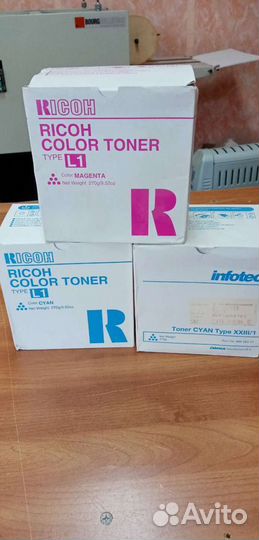 BOURG
RICOH
RICOH
COLOR TONER
TYPE L1
Color MAGENTA
Net Weight 270g/9.52oz
R
RICOH
RICOH
COLOR TONER
TYPE L1
Color CYAN
Net Weight 270g/9.52oz
R
infotec
Toner CYAN Type XXIII/1
Avito